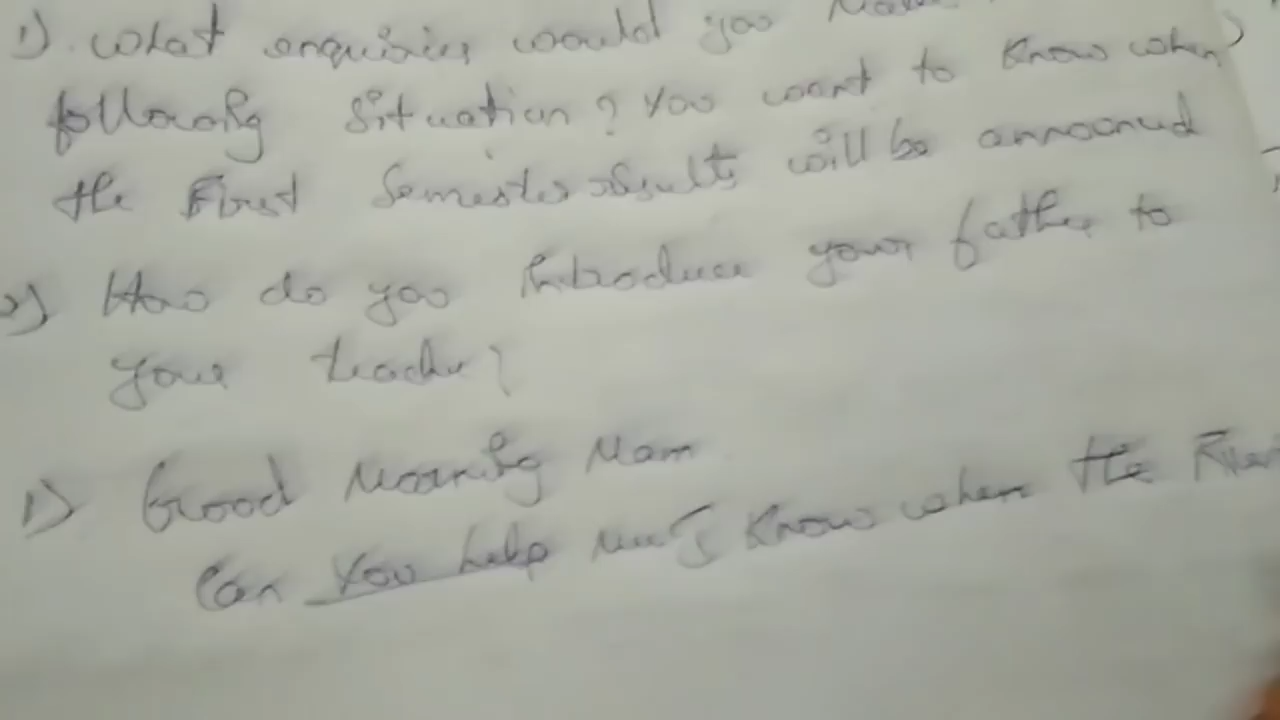 1). What enquiries would you
following situation? You want to know when
the First Semester results will be announced
2) How do you introduce your father to
your teacher?
1) Good Morning Mam
Can you help me I know when the